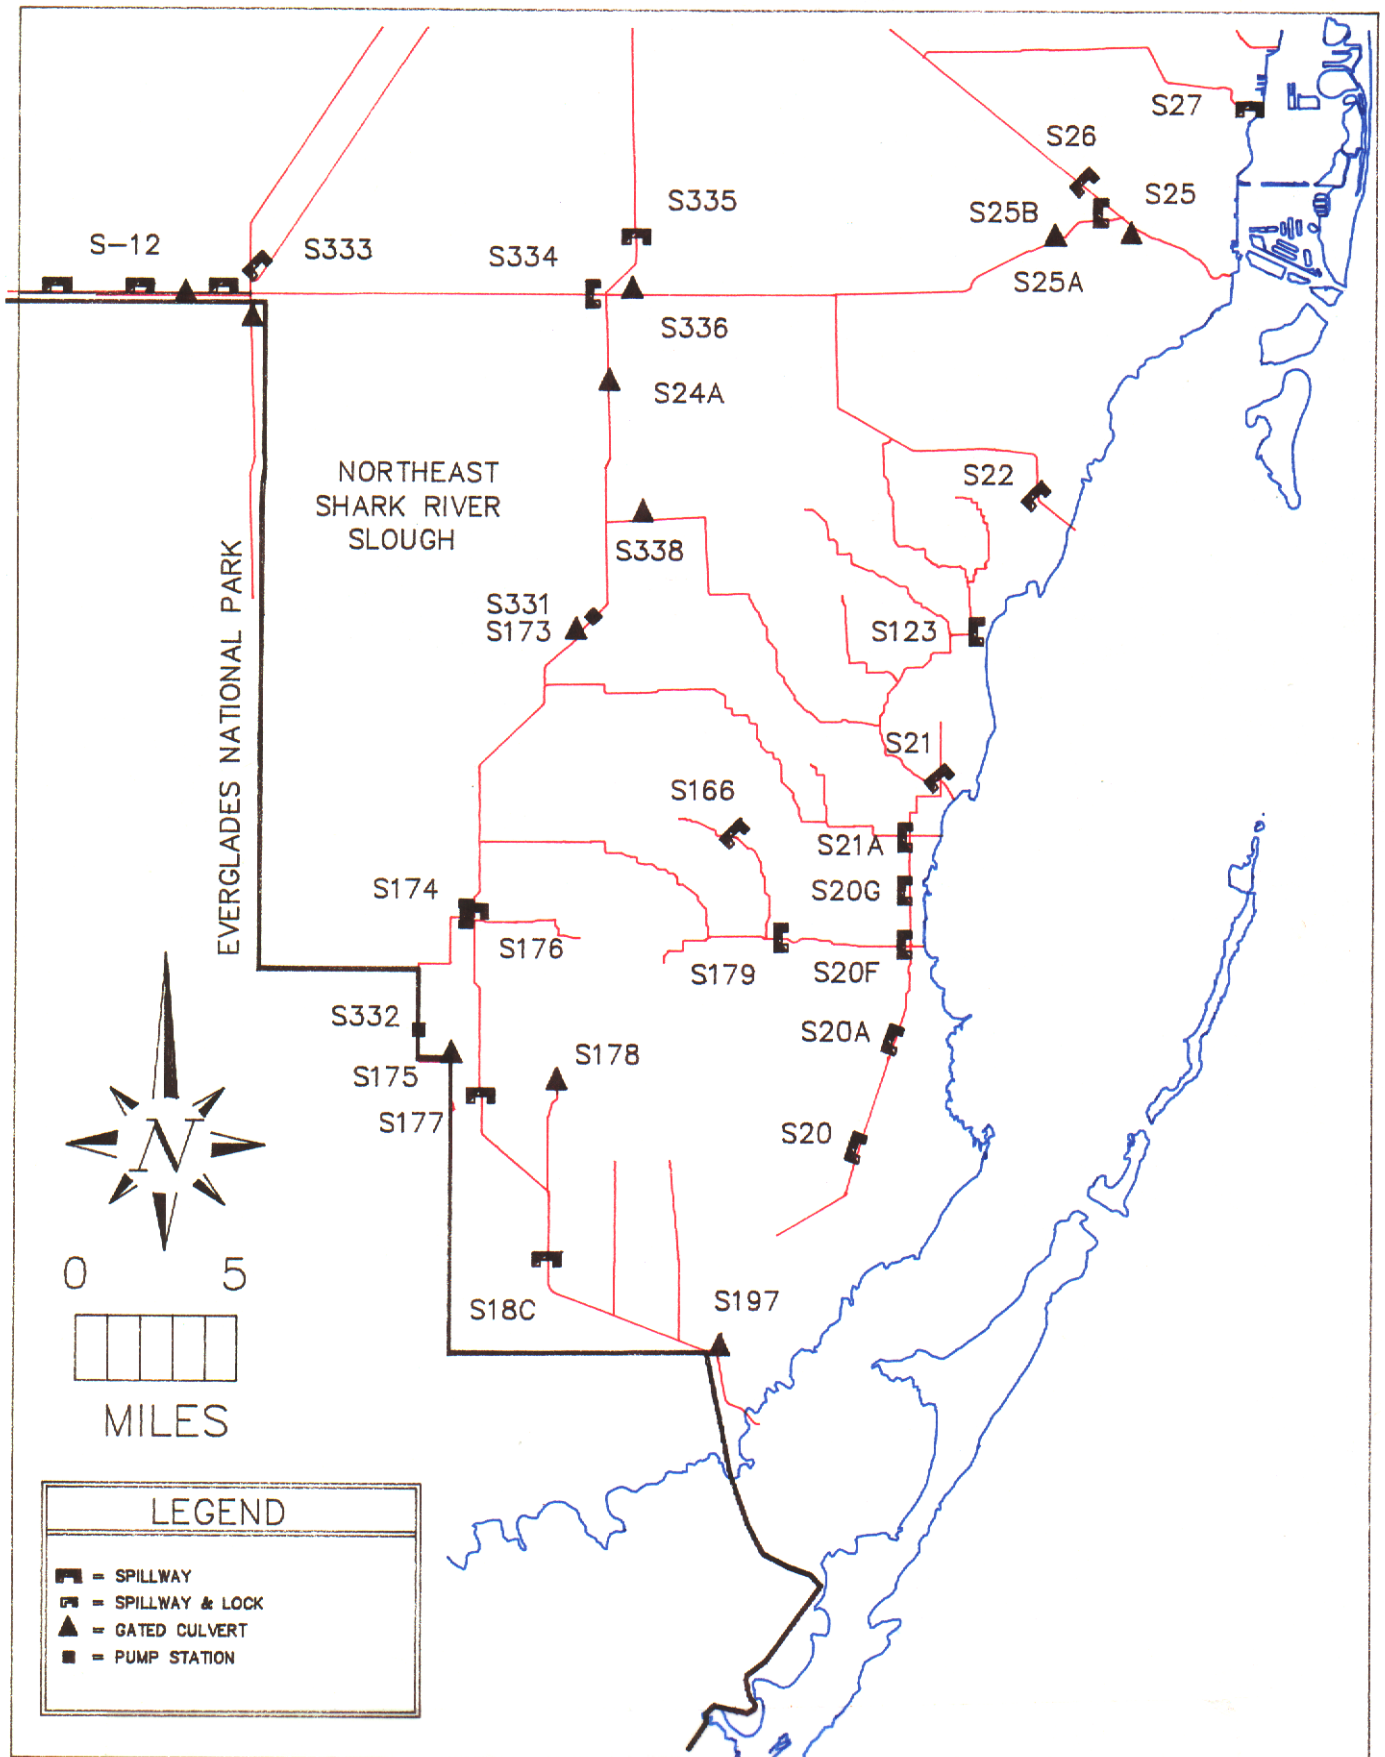 S27
S26
S25
S25B
S335
S-12
S333
S334
S25A
S336
S24A
NORTHEAST
SHARK RIVER
SLOUGH
S22
S338
EVERGLADES NATIONAL PARK
S331
S173
S123
S21
S166
S21A
S174
S20G
S176
S179
S20F
S332
S20A
S178
S175
S177
S20
0 5
MILES
S18C
S197
N
LEGEND
= SPILLWAY
= SPILLWAY & LOCK
= GATED CULVERT
= PUMP STATION